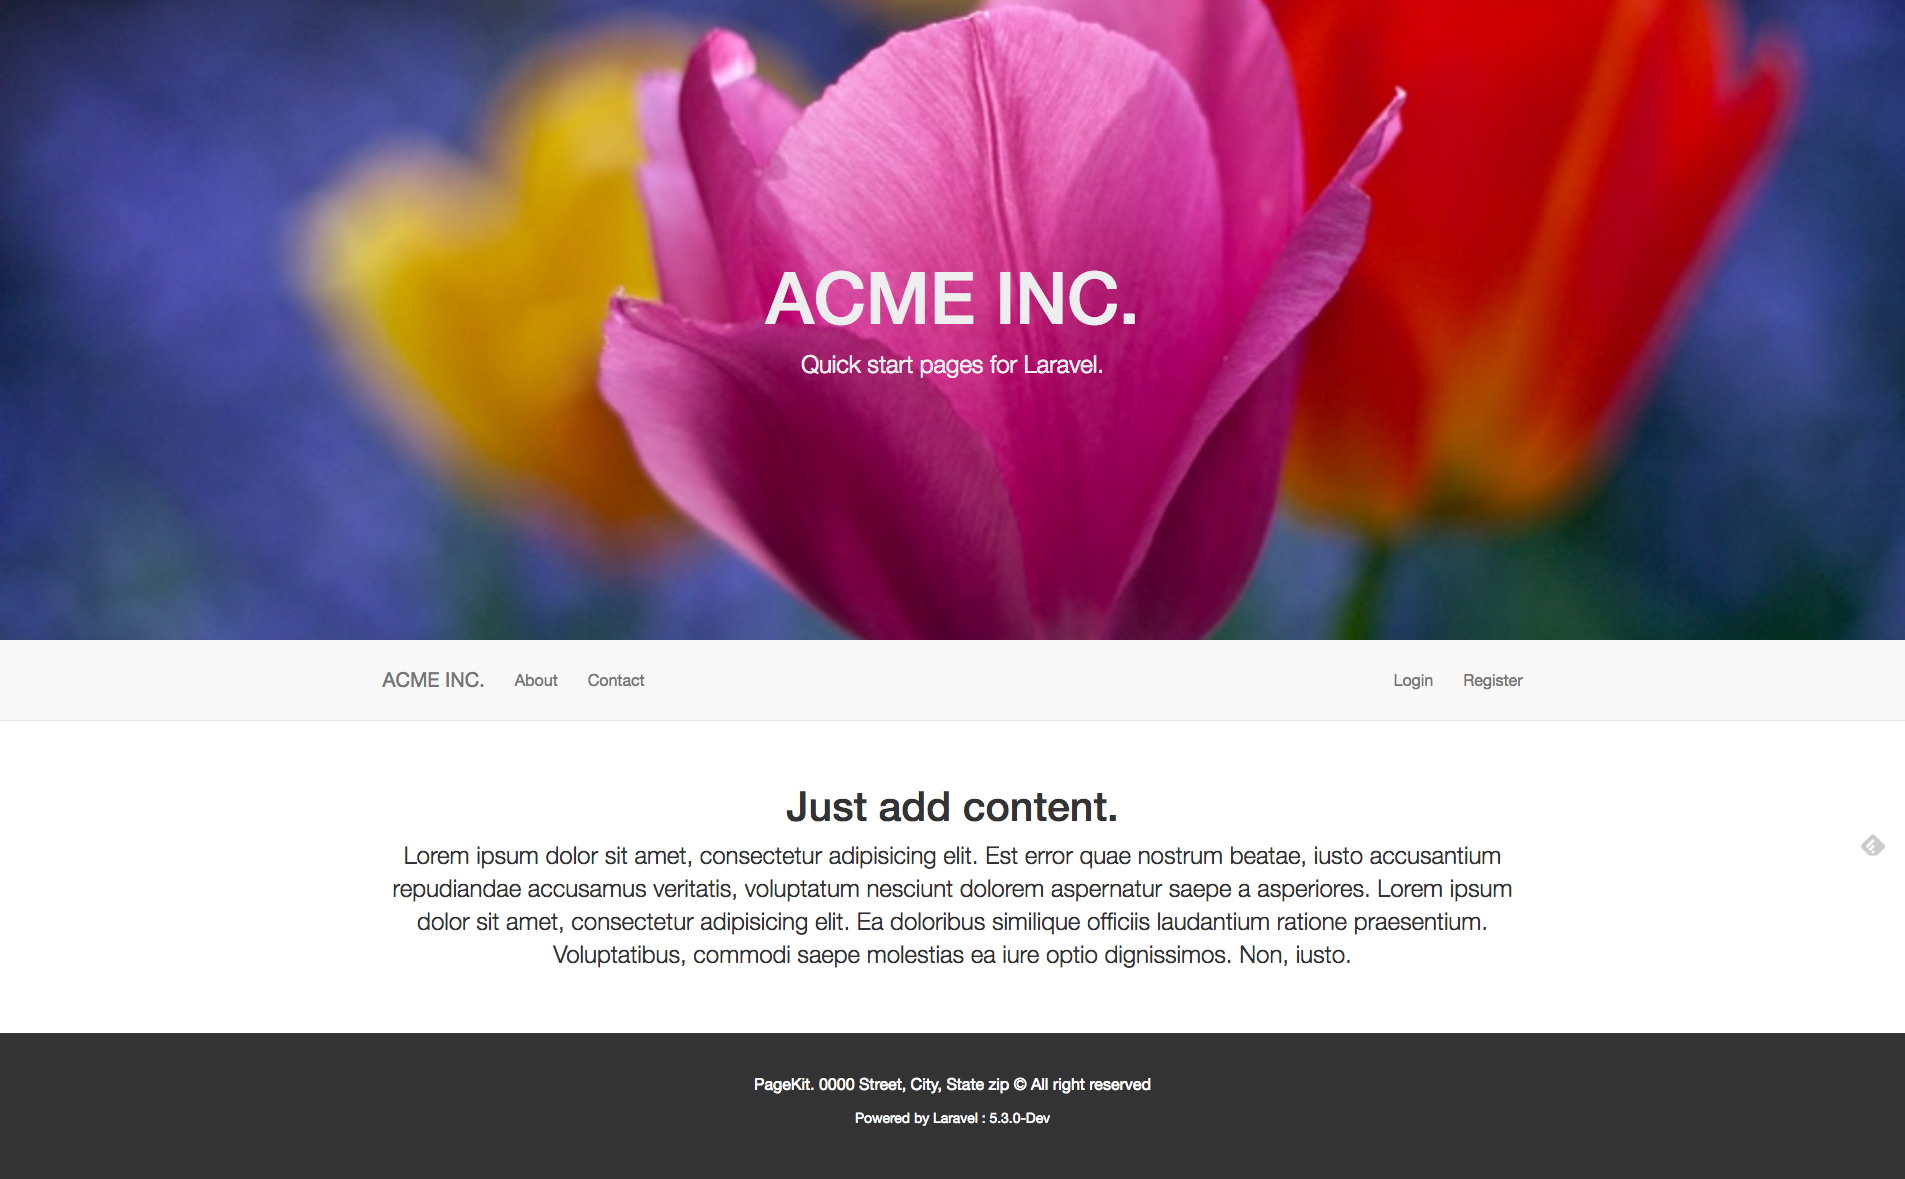 ACME INC.
Quick start pages for Laravel.
ACME INC. About Contact Login Register
Just add content.
Lorem ipsum dolor sit amet, consectetur adipisicing elit. Est error quae nostrum beatae, iusto accusantium
repudiandae accusamus veritatis, voluptatum nesciunt dolorem aspernatur saepe a asperiores. Lorem ipsum
dolor sit amet, consectetur adipisicing elit. Ea doloribus similique officiis laudantium ratione praesentium.
Voluptatibus, commodi saepe molestias ea iure optio dignissimos. Non, iusto.
PageKit. 0000 Street, City, State zip © All right reserved
Powered by Laravel : 5.3.0-Dev